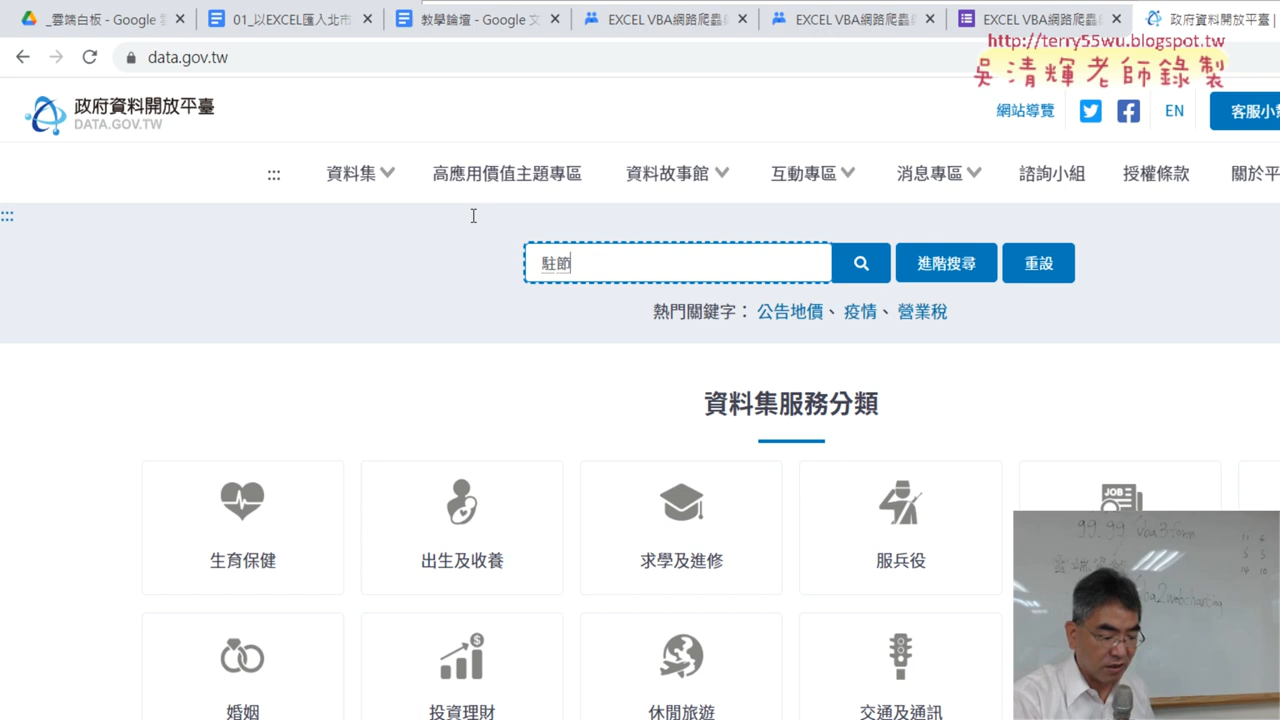 _雲端白板 - Google 雲
01_以EXCEL匯入北市
教學論壇 - Google 文
EXCEL VBA網路爬蟲
EXCEL VBA網路爬蟲
EXCEL VBA網路爬蟲
政府資料開放平臺
http://terry55wu.blogspot.tw
data.gov.tw
吳清輝老師錄製
政府資料開放平臺
DATA.GOV.TW
網站導覽
EN
客服小
:::
資料集
高應用價值主題專區
資料故事館
互動專區
消息專區
諮詢小組
授權條款
關於平
:::
駐節
進階搜尋
重設
熱門關鍵字：公告地價、疫情、營業稅
資料集服務分類
生育保健
出生及收養
求學及進修
服兵役
JOB
99.99 vba3form
vba2webcharting
婚姻
投資理財
休閒旅遊
交通及通訊